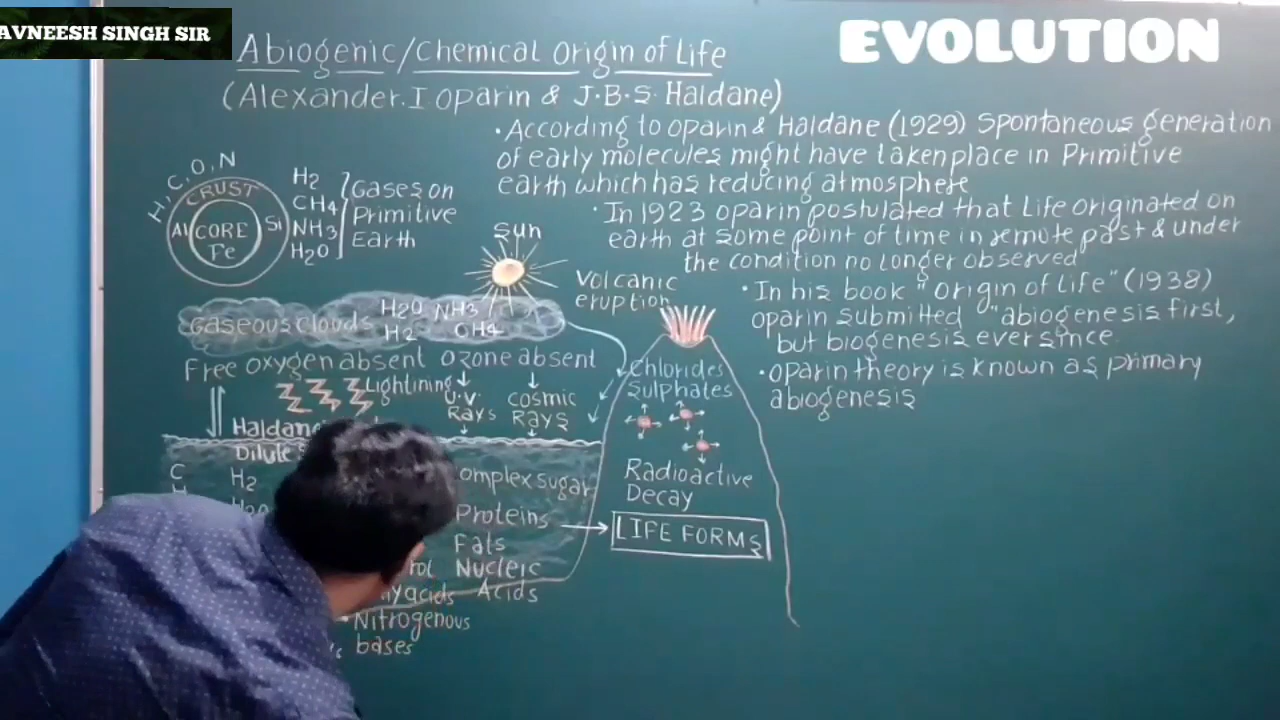 AVNEESH SINGH SIR
EVOLUTION
Abiogenic/Chemical Origin of Life
(Alexander.I oparin & J.B.S. Haldane)
•According to oparin & Haldane (1929) Spontaneous generation
of early molecules might have taken place in Primitive
earth which has reducing atmosphere
•In 1923 oparin postulated that Life originated on
earth at some point of time in remote past & under
the condition no longer observed
•In his book "origin of life" (1938)
oparin submitted "abiogenesis first,
but biogenesis ever since
•oparin theory is known as primary
abiogenesis
H, C, O, N
CRUST
Al CORE Si
Fe
H2
CH4
NH3
H2O
Gases on
Primitive
Earth
Sun
Gaseous Clouds H2O NH3
H2 CH4
Free oxygen absent ozone absent
Lightining
U.V.
Rays
Cosmic
Rays
Volcanic
eruption
Chlorides
Sulphates
Radioactive
Decay
LIFE FORMS
Dilute
C H2
omplex sugar
Proteins
Fats
Nucleic
Acids
Nitrogenous
bases